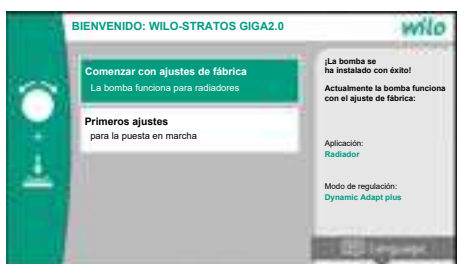 BIENVENIDO: WILO-STRATOS GIGA2.0
wilo
Comenzar con ajustes de fábrica
La bomba funciona para radiadores
Primeros ajustes
para la puesta en marcha
¡La bomba se
ha instalado con éxito!
Actualmente la bomba funciona
con el ajuste de fábrica:
Aplicación:
Radiador
Modo de regulación:
Dynamic Adapt plus
Language